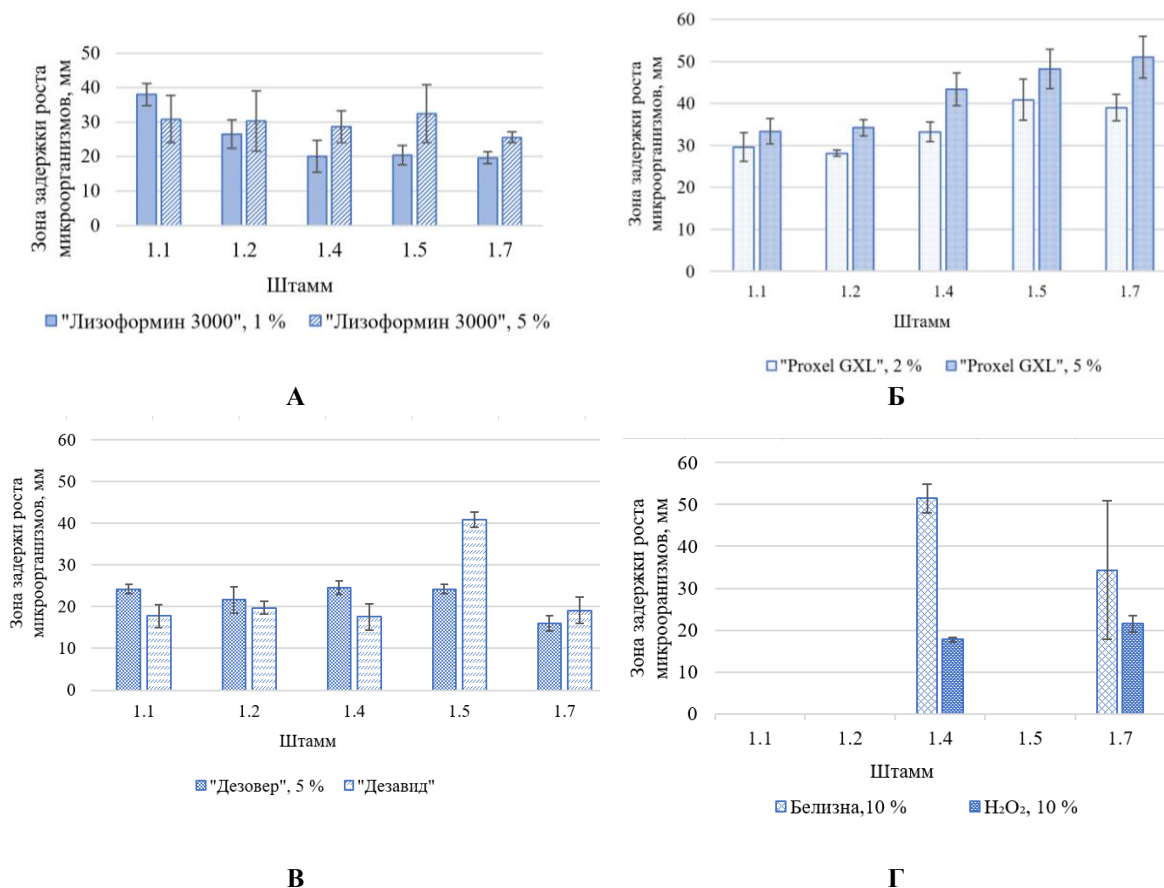 Зона задержки роста
микроорганизмов, мм
50
40
30
20
10
0
1.1 1.2 1.4 1.5 1.7
Штамм
"Лизоформин 3000", 1 % "Лизоформин 3000", 5 %
А
Зона задержки роста
микроорганизмов, мм
60
50
40
30
20
10
0
1.1 1.2 1.4 1.5 1.7
Штамм
"Proxel GXL", 2 % "Proxel GXL", 5 %
Б
Зона задержи роста
микроорганизмов, мм
60
50
40
30
20
10
0
1.1 1.2 1.4 1.5 1.7
Штамм
"Дезовер", 5 % "Дезавид"
В
Зона задержки роста
микрооранизмов, мм
60
50
40
30
20
10
0
1.1 1.2 1.4 1.5 1.7
Штамм
Белизна,10 % H₂O₂, 10 %
Г